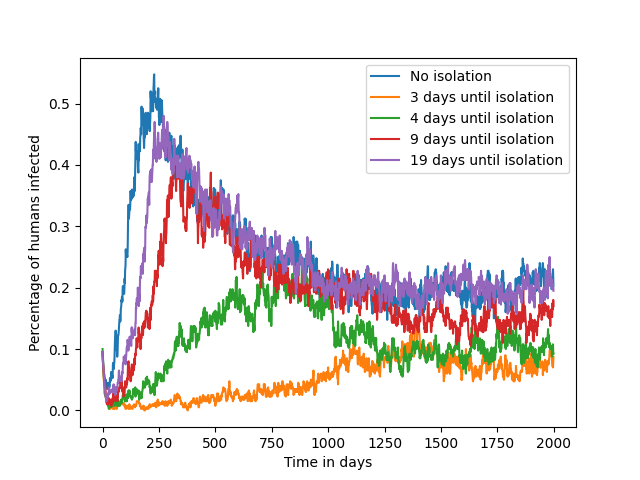 No isolation
3 days until isolation
4 days until isolation
9 days until isolation
19 days until isolation
Percentage of humans infected
0.5
0.4
0.3
0.2
0.1
0.0
0 250 500 750 1000 1250 1500 1750 2000
Time in days